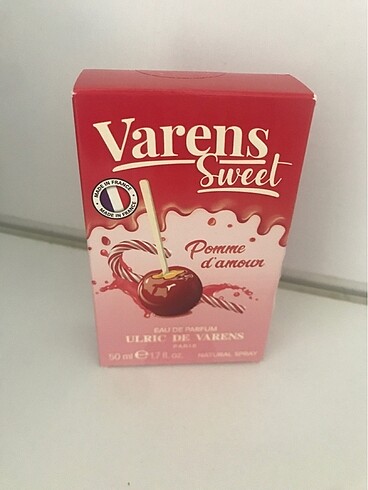 Varens
Sweet
MADE IN FRANCE
MADE IN FRANCE
Pomme
d'amour
EAU DE PARFUM
ULRIC DE VARENS
PARIS
50 ml e 1.7 fl. oz. NATURAL SPRAY